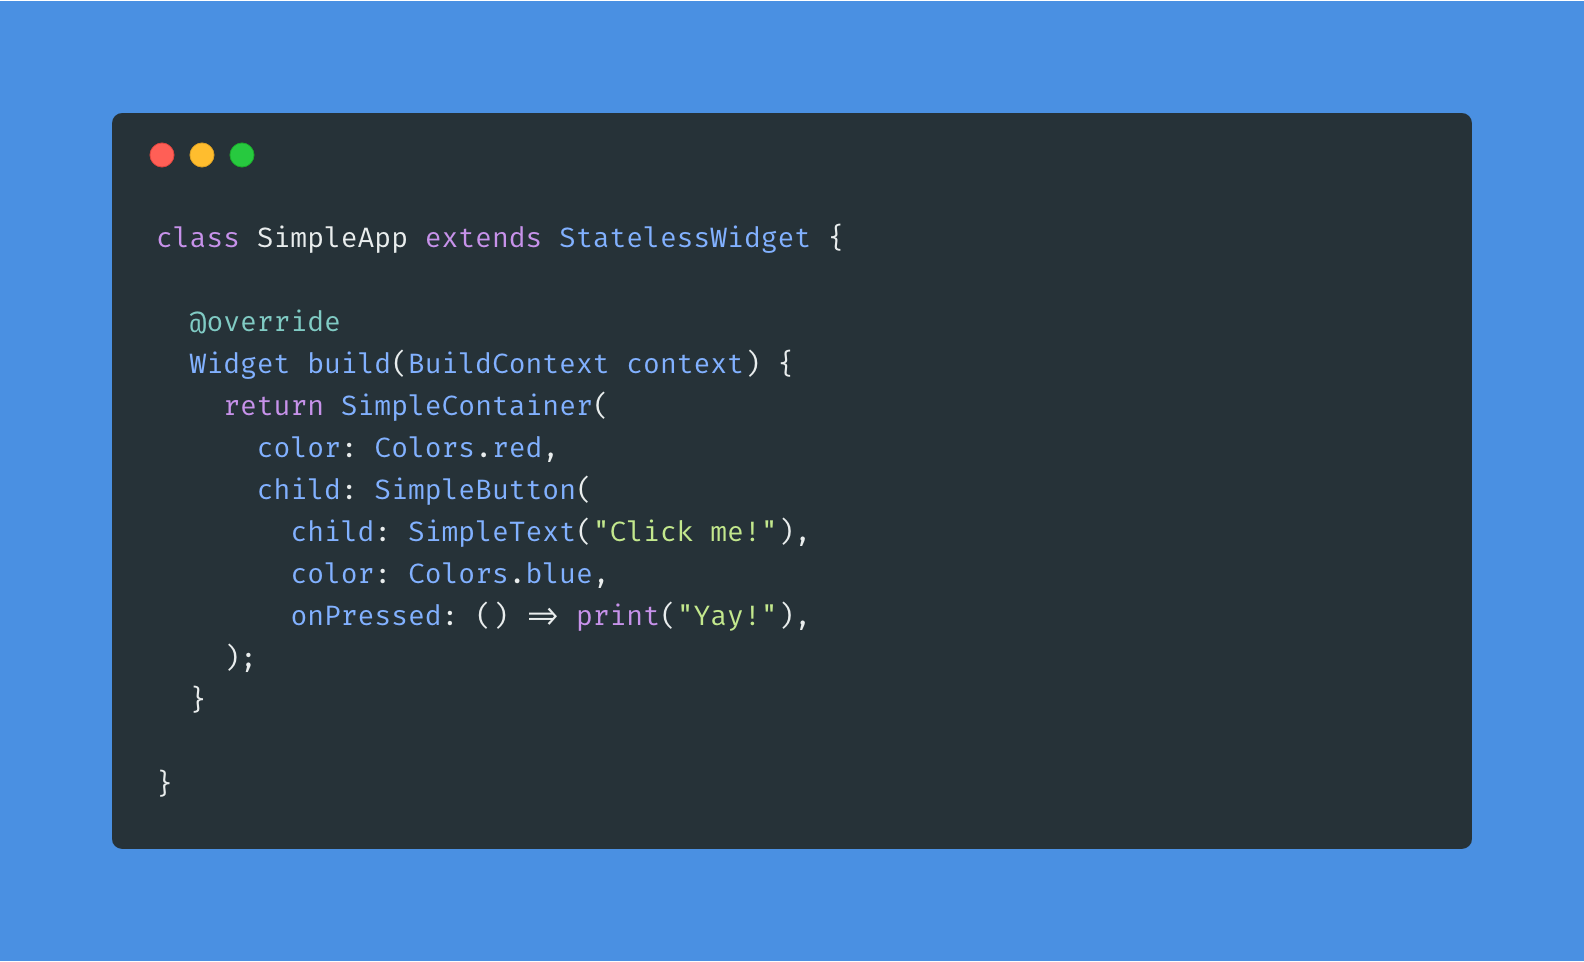 class SimpleApp extends StatelessWidget {
@override
Widget build(BuildContext context) {
return SimpleContainer(
color: Colors.red,
child: SimpleButton(
child: SimpleText("Click me!"),
color: Colors.blue,
onPressed: () => print("Yay!"),
);
}
}